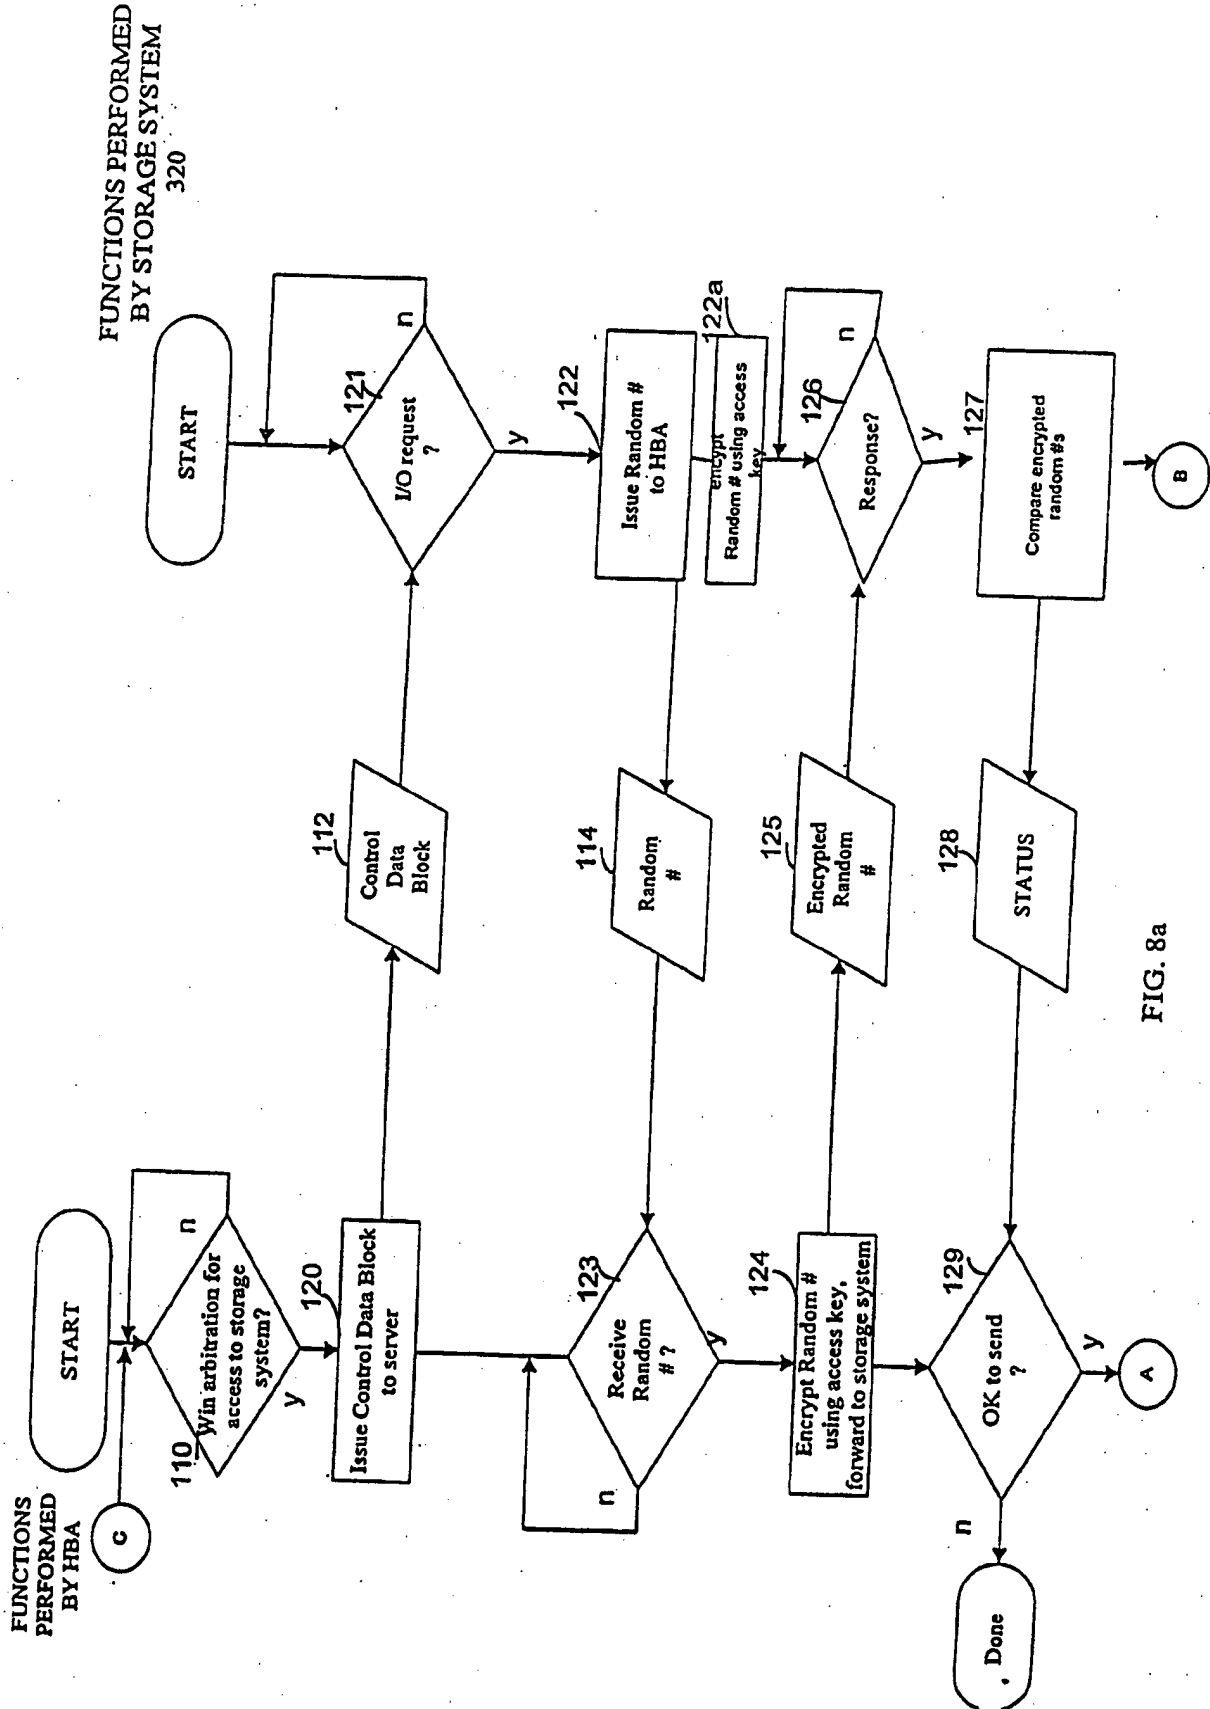 FUNCTIONS
PERFORMED
BY HBA
FUNCTIONS PERFORMED
BY STORAGE SYSTEM
320
C
START
START
110
Win arbitration for
access to storage
system?
n
y
120
Issue Control Data Block
to server
112
Control
Data
Block
121
I/O request
?
n
y
122
Issue Random #
to HBA
122a
encrypt
Random # using access
key
114
Random
#
123
Receive
Random
# ?
n
y
124
Encrypt Random #
using access key,
forward to storage system
125
Encrypted
Random
#
126
Response?
n
y
127
Compare encrypted
random #s
B
128
STATUS
129
OK to send
?
n
y
Done
A
FIG. 8a